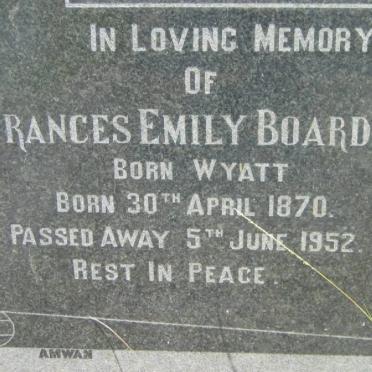 IN LOVING MEMORY
OF
RANCES EMILY BOARD
BORN WYATT
BORN 30TH APRIL 1870.
PASSED AWAY 5TH JUNE 1952.
REST IN PEACE.
AMWAK